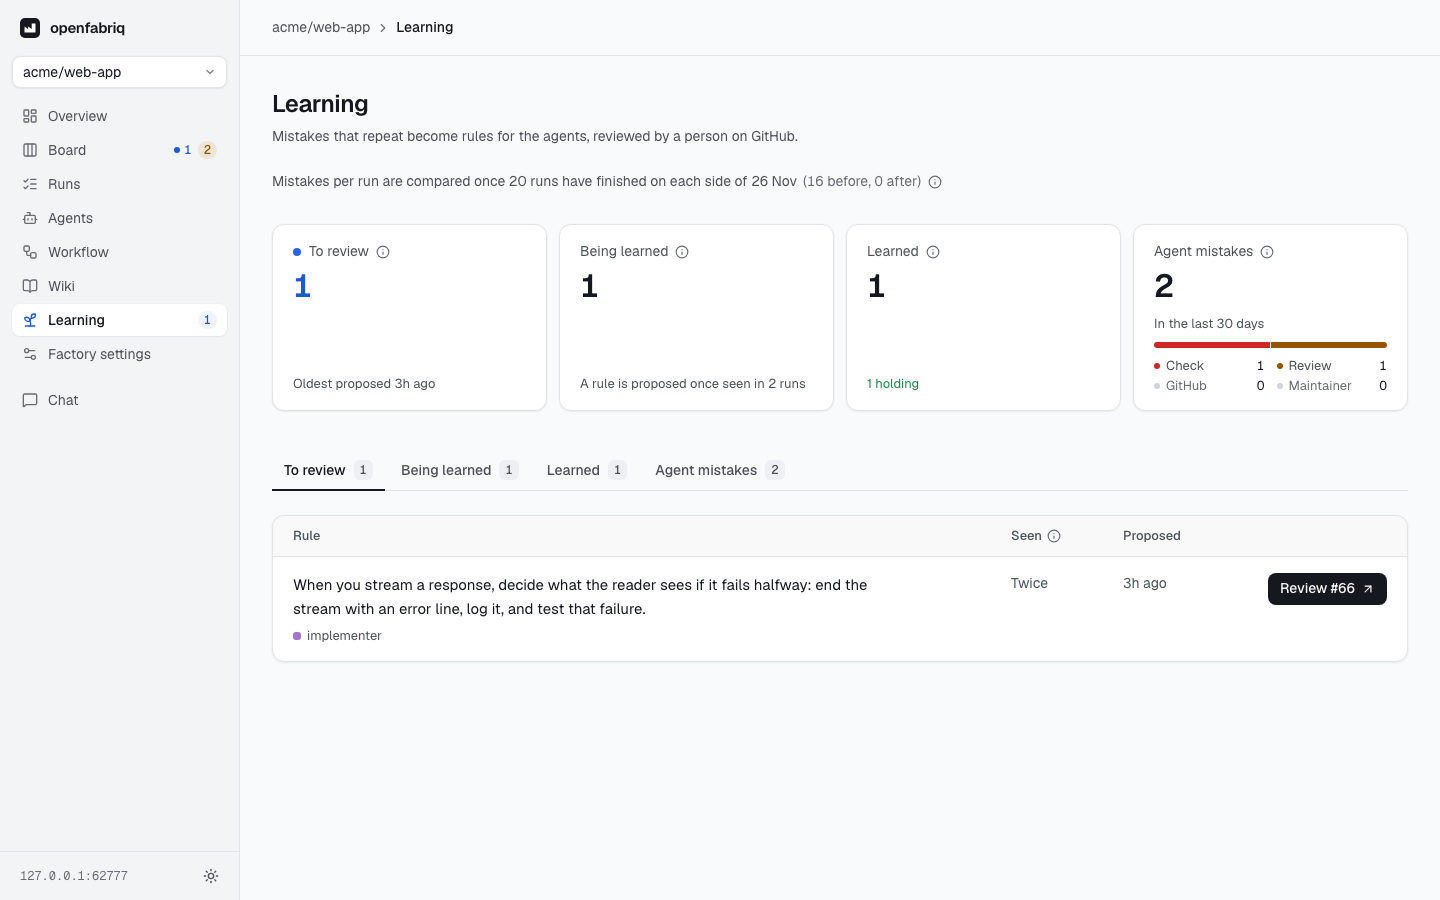 openfabriq
acme/web-app
Overview
Board 1 2
Runs
Agents
Workflow
Wiki
Learning 1
Factory settings
Chat
127.0.0.1:62777
acme/web-app > Learning
Learning
Mistakes that repeat become rules for the agents, reviewed by a person on GitHub.
Mistakes per run are compared once 20 runs have finished on each side of 26 Nov (16 before, 0 after)
To review
1
Oldest proposed 3h ago
Being learned
1
A rule is proposed once seen in 2 runs
Learned
1
1 holding
Agent mistakes
2
In the last 30 days
Check 1 Review 1
GitHub 0 Maintainer 0
To review 1 Being learned 1 Learned 1 Agent mistakes 2
Rule Seen Proposed
When you stream a response, decide what the reader sees if it fails halfway: end the
stream with an error line, log it, and test that failure.
implementer
Twice 3h ago Review #66